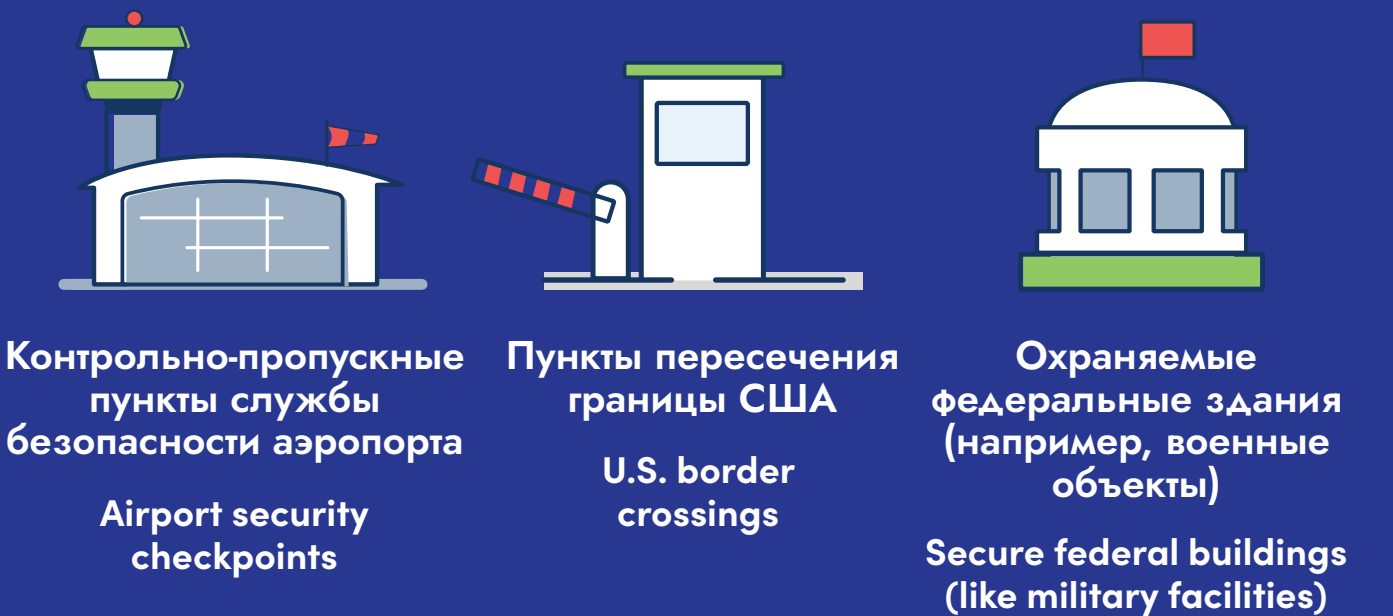 Контрольно-пропускные
пункты службы
безопасности аэропорта
Airport security
checkpoints
Пункты пересечения
границы США
U.S. border
crossings
Охраняемые
федеральные здания
(например, военные
объекты)
Secure federal buildings
(like military facilities)